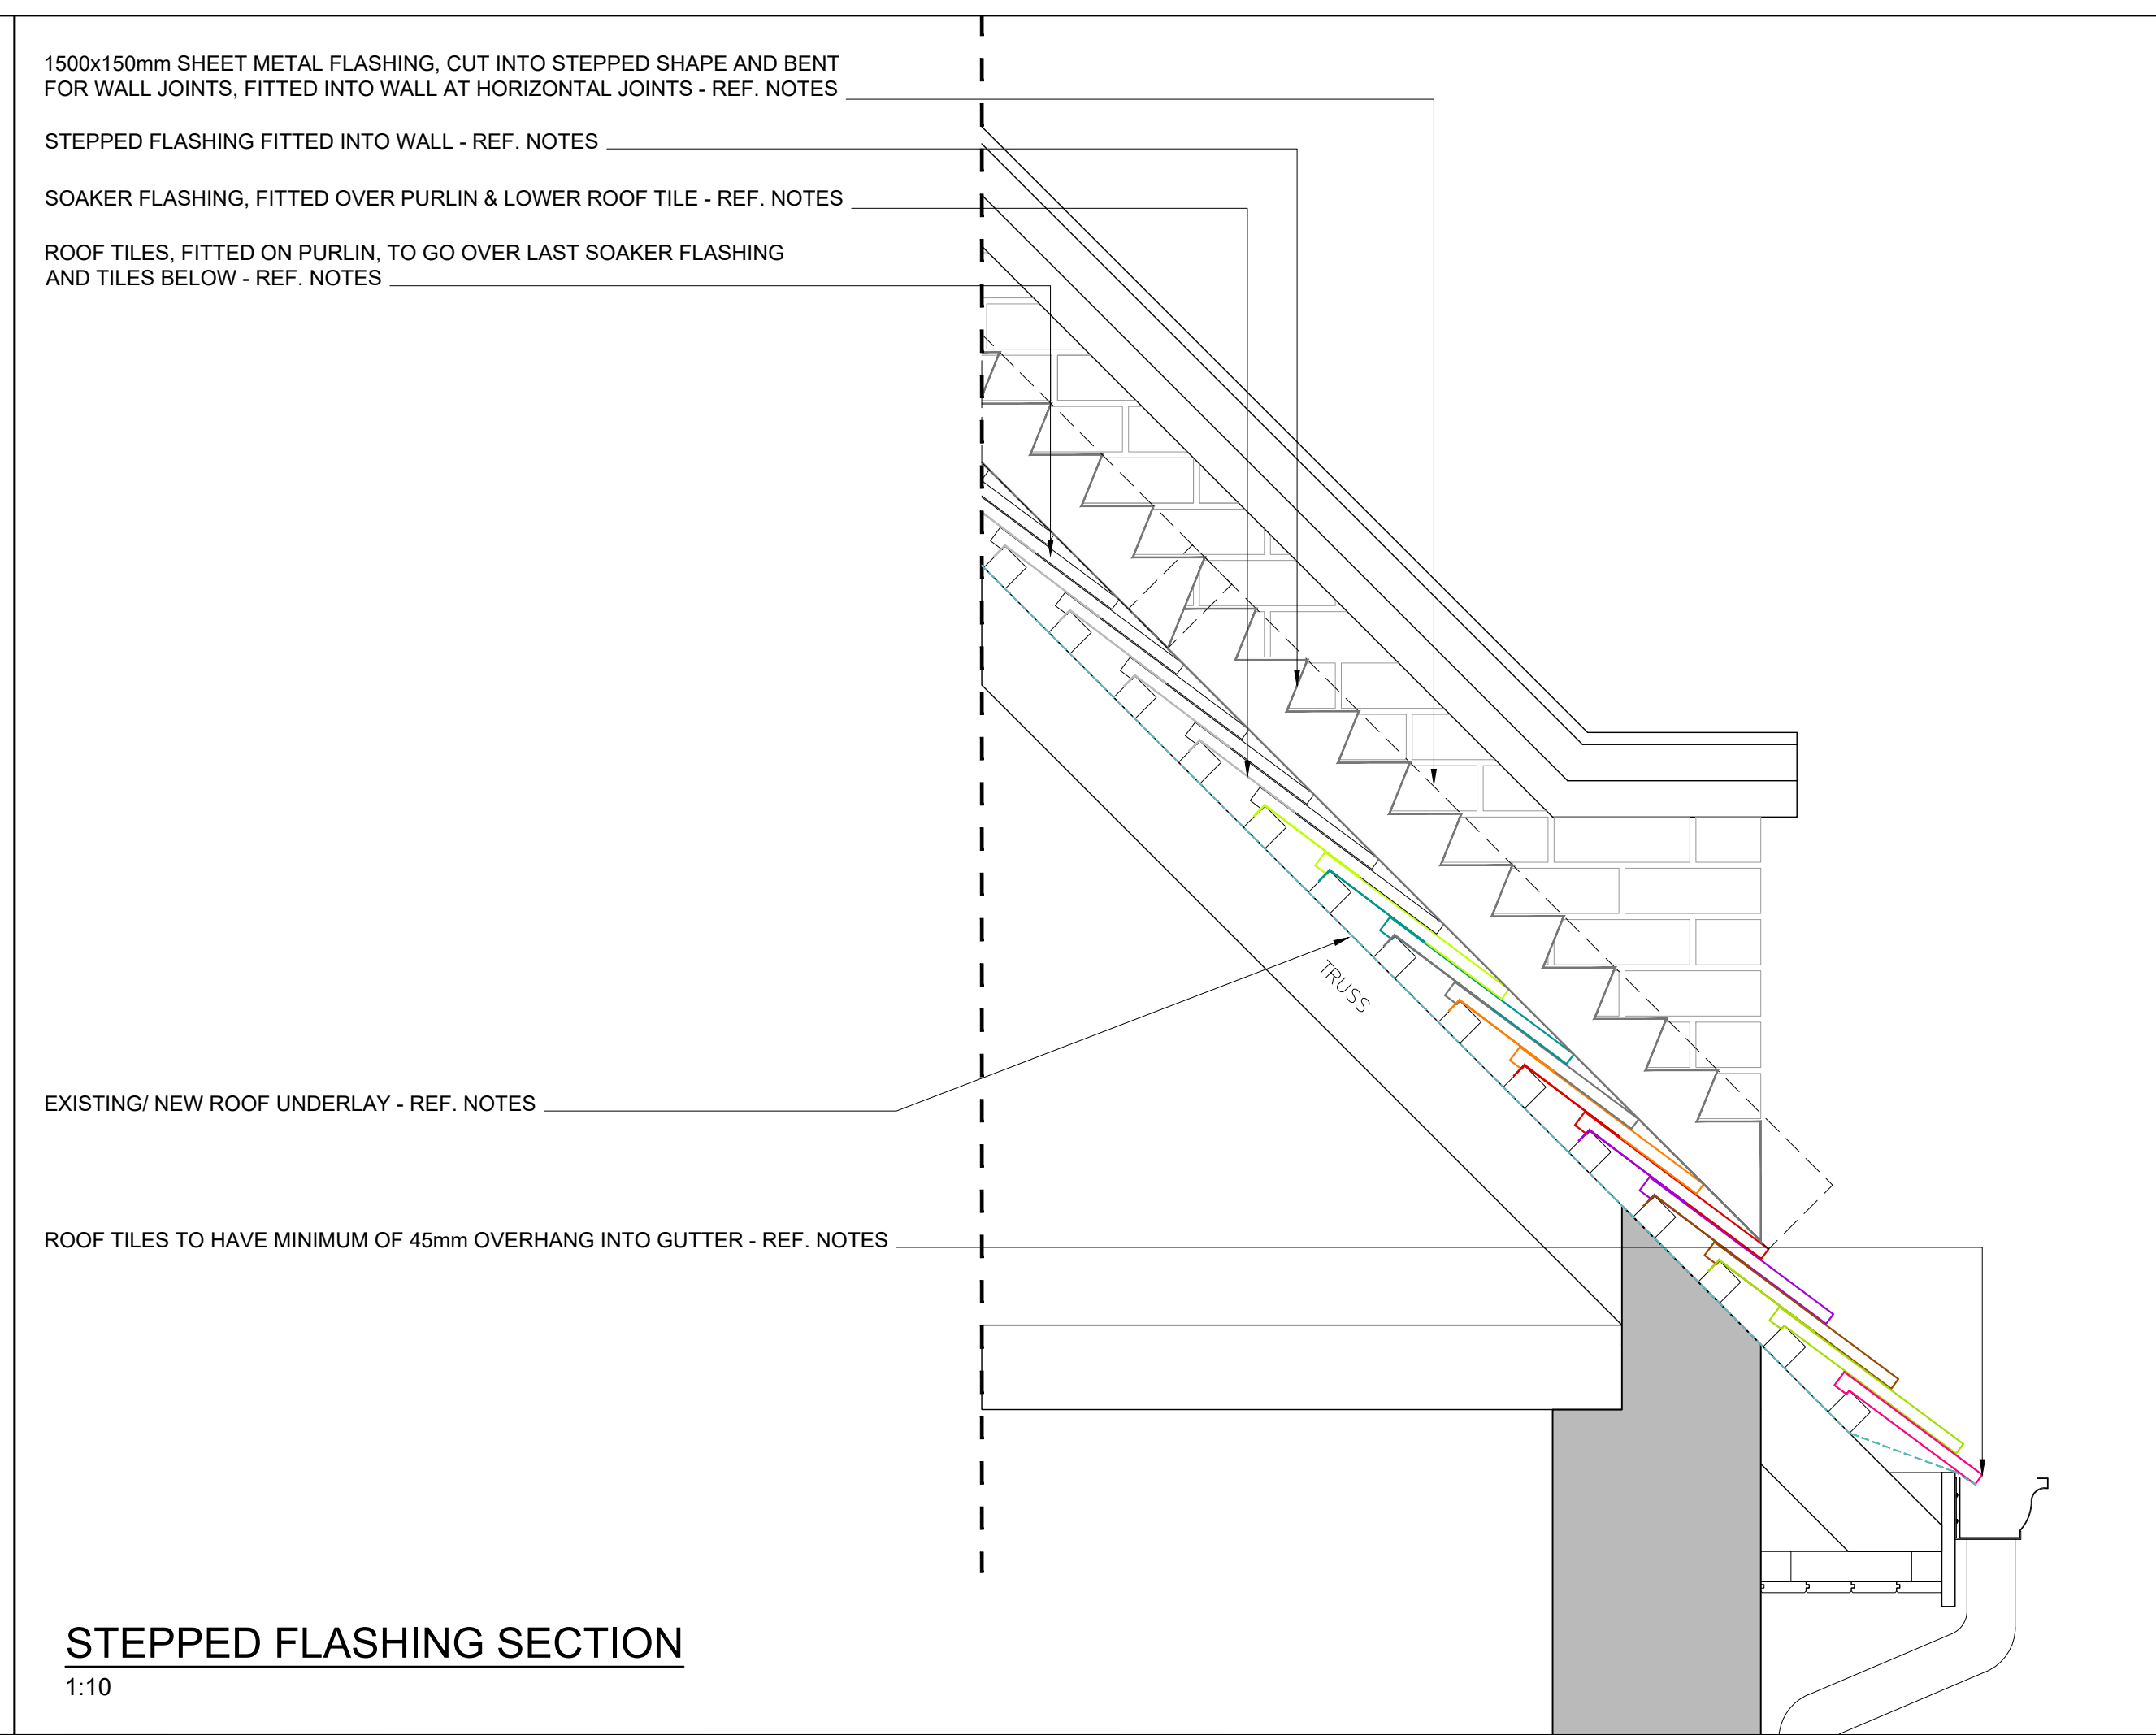 1500x150mm SHEET METAL FLASHING, CUT INTO STEPPED SHAPE AND BENT
FOR WALL JOINTS, FITTED INTO WALL AT HORIZONTAL JOINTS - REF. NOTES
STEPPED FLASHING FITTED INTO WALL - REF. NOTES
SOAKER FLASHING, FITTED OVER PURLIN & LOWER ROOF TILE - REF. NOTES
ROOF TILES, FITTED ON PURLIN, TO GO OVER LAST SOAKER FLASHING
AND TILES BELOW - REF. NOTES
TRUSS
EXISTING/ NEW ROOF UNDERLAY - REF. NOTES
ROOF TILES TO HAVE MINIMUM OF 45mm OVERHANG INTO GUTTER - REF. NOTES
STEPPED FLASHING SECTION
1:10